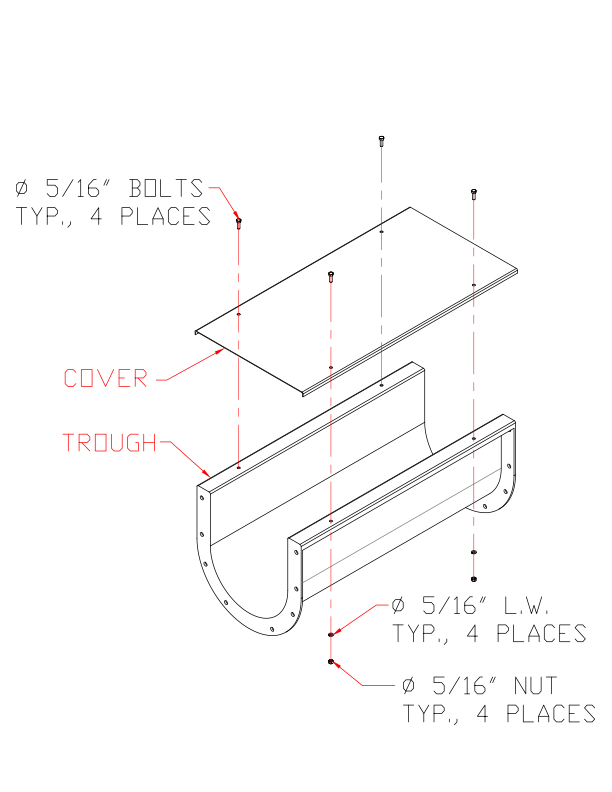 Ø 5/16" BOLTS
TYP., 4 PLACES
COVER
TROUGH
Ø 5/16" L.W.
TYP., 4 PLACES
Ø 5/16" NUT
TYP., 4 PLACES